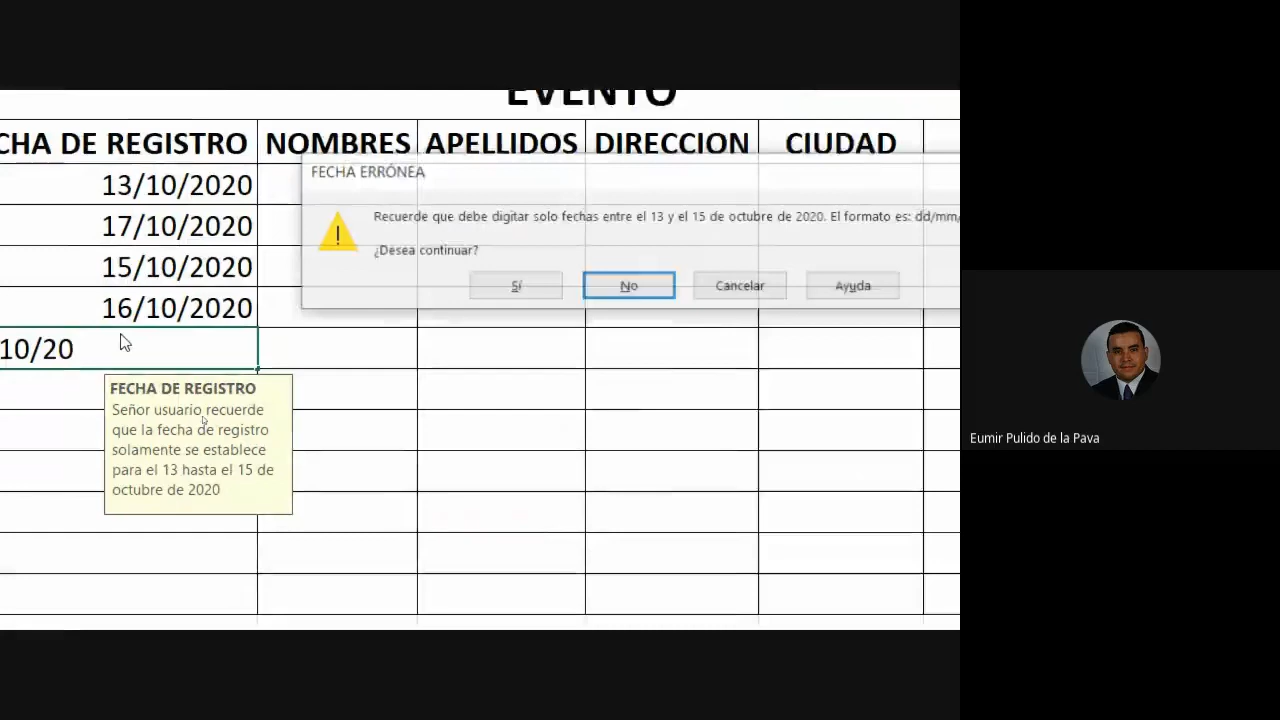 EVENTO
CHA DE REGISTRO NOMBRES APELLIDOS DIRECCION CIUDAD
13/10/2020
17/10/2020
15/10/2020
16/10/2020
10/20
FECHA ERRÓNEA
Recuerde que debe digitar solo fechas entre el 13 y el 15 de octubre de 2020. El formato es: dd/mm/
¿Desea continuar?
Sí No Cancelar Ayuda
FECHA DE REGISTRO
Señor usuario recuerde
que la fecha de registro
solamente se establece
para el 13 hasta el 15 de
octubre de 2020
Eumir Pulido de la Pava